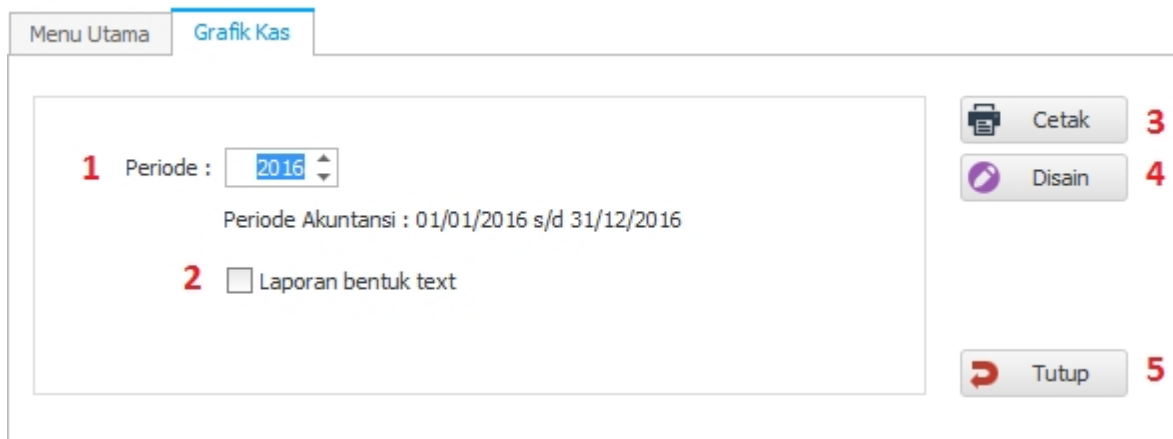 Menu Utama
Grafik Kas
Cetak 3
1 Periode : 2016
Disain 4
Periode Akuntansi : 01/01/2016 s/d 31/12/2016
2 Laporan bentuk text
Tutup 5